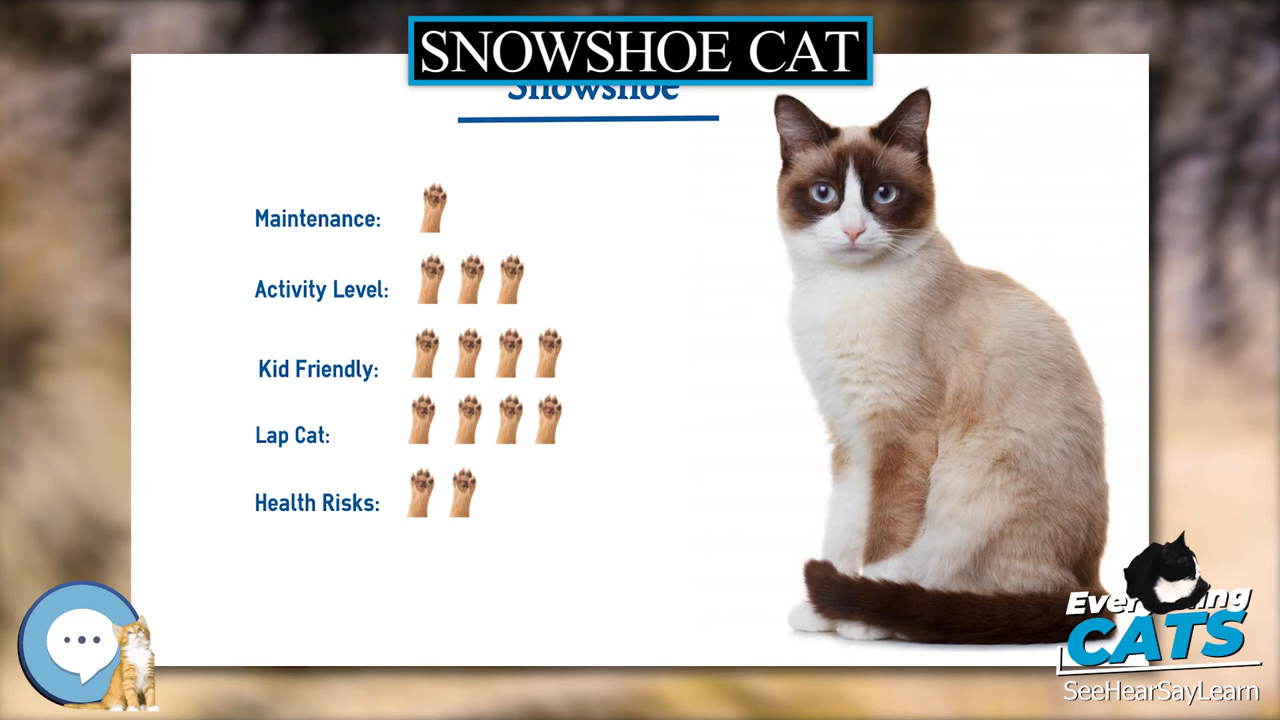 SNOWSHOE CAT
Snowshoe
Maintenance:
Activity Level:
Kid Friendly:
Lap Cat:
Health Risks:
CATS
SeeHearSayLearn